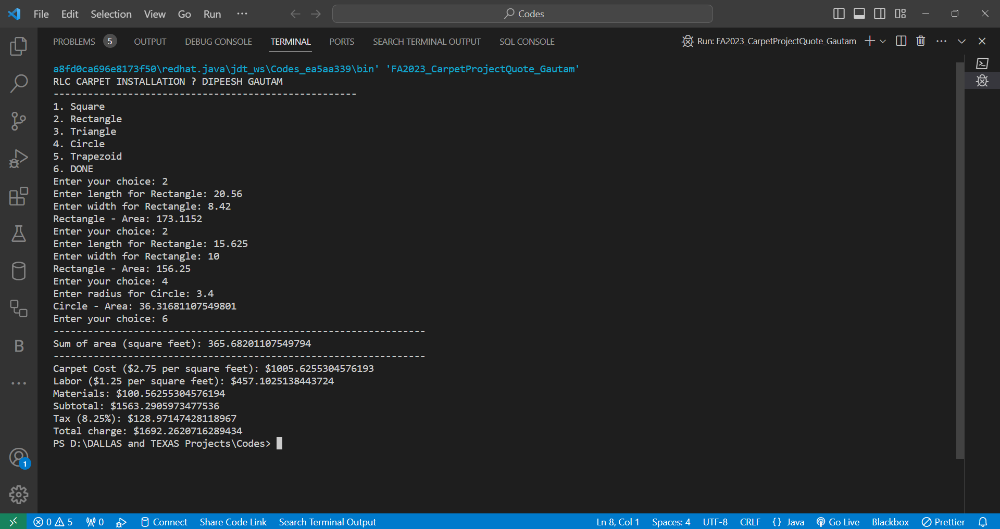 File Edit Selection View Go Run ··· Codes
PROBLEMS 5 OUTPUT DEBUG CONSOLE TERMINAL PORTS SEARCH TERMINAL OUTPUT SQL CONSOLE Run: FA2023_CarpetProjectQuote_Gautam
a8fd0ca696e8173f50\redhat.java\jdt_ws\Codes_ea5aa339\bin' 'FA2023_CarpetProjectQuote_Gautam'
RLC CARPET INSTALLATION ? DIPEESH GAUTAM
-----------------------------------------------------
1. Square
2. Rectangle
3. Triangle
4. Circle
5. Trapezoid
6. DONE
Enter your choice: 2
Enter length for Rectangle: 20.56
Enter width for Rectangle: 8.42
Rectangle - Area: 173.1152
Enter your choice: 2
Enter length for Rectangle: 15.625
Enter width for Rectangle: 10
Rectangle - Area: 156.25
Enter your choice: 4
Enter radius for Circle: 3.4
Circle - Area: 36.31681107549801
Enter your choice: 6
-----------------------------------------------------------------
Sum of area (square feet): 365.68201107549794
-----------------------------------------------------------------
Carpet Cost ($2.75 per square feet): $1005.6255304576193
Labor ($1.25 per square feet): $457.1025138443724
Materials: $100.56255304576194
Subtotal: $1563.2905973477536
Tax (8.25%): $128.97147428118967
Total charge: $1692.2620716289434
PS D:\DALLAS and TEXAS Projects\Codes>
B
1
0 5 0 Connect Share Code Link Search Terminal Output Ln 8, Col 1 Spaces: 4 UTF-8 CRLF {} Java Go Live Blackbox Prettier